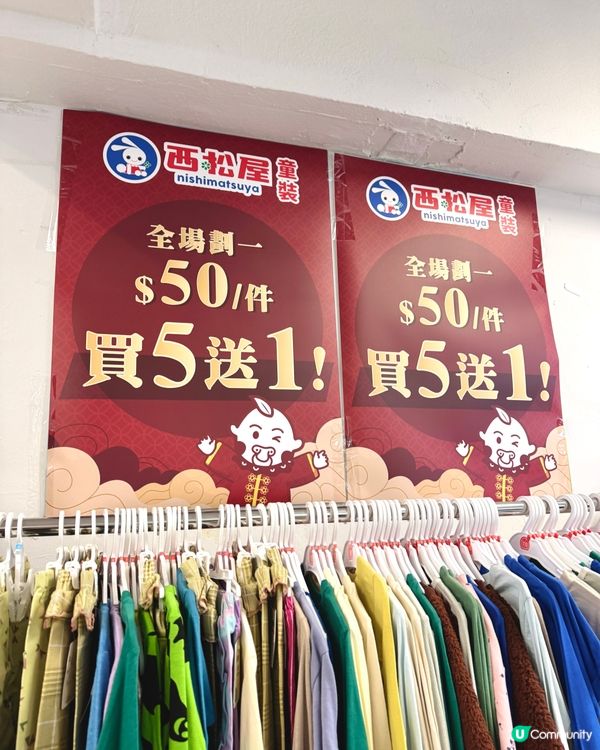 西松屋 童裝
nishimatsuya
全場劃一
$50/件
買5送1!
西松屋 童裝
nishimatsuya
全場劃一
$50/件
買5送1!
U Community